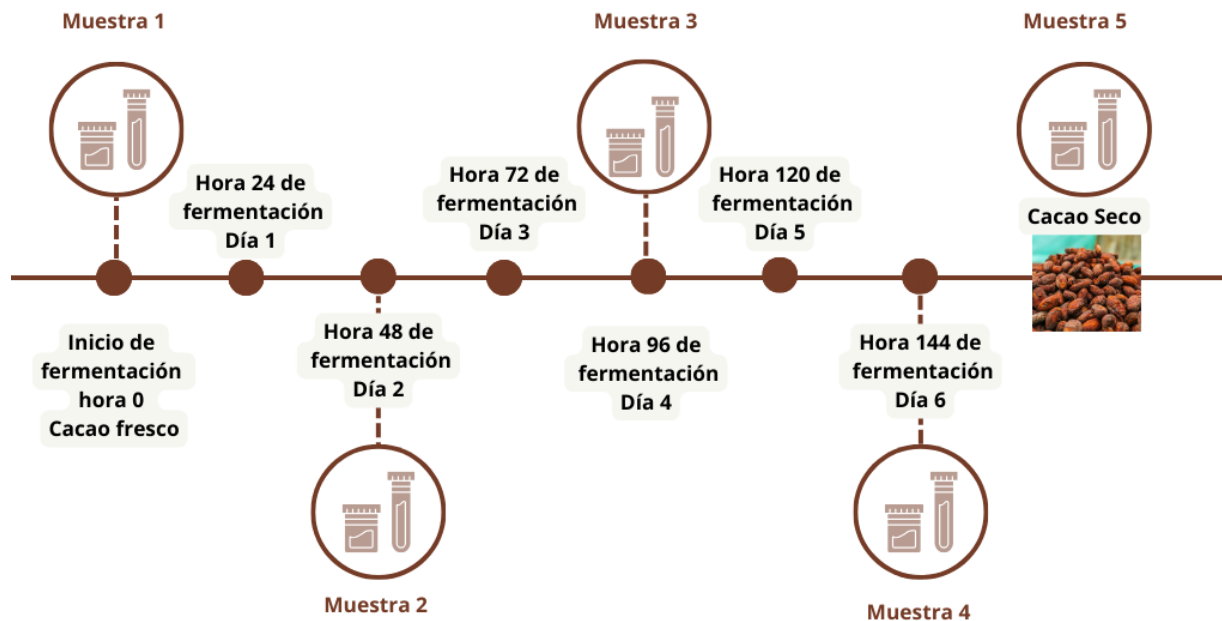 Muestra 1
Muestra 3
Muestra 5
Hora 24 de
fermentación
Día 1
Hora 72 de
fermentación
Día 3
Hora 120 de
fermentación
Día 5
Cacao Seco
Inicio de
fermentación
hora 0
Cacao fresco
Hora 48 de
fermentación
Día 2
Hora 96 de
fermentación
Día 4
Hora 144 de
fermentación
Día 6
Muestra 2
Muestra 4